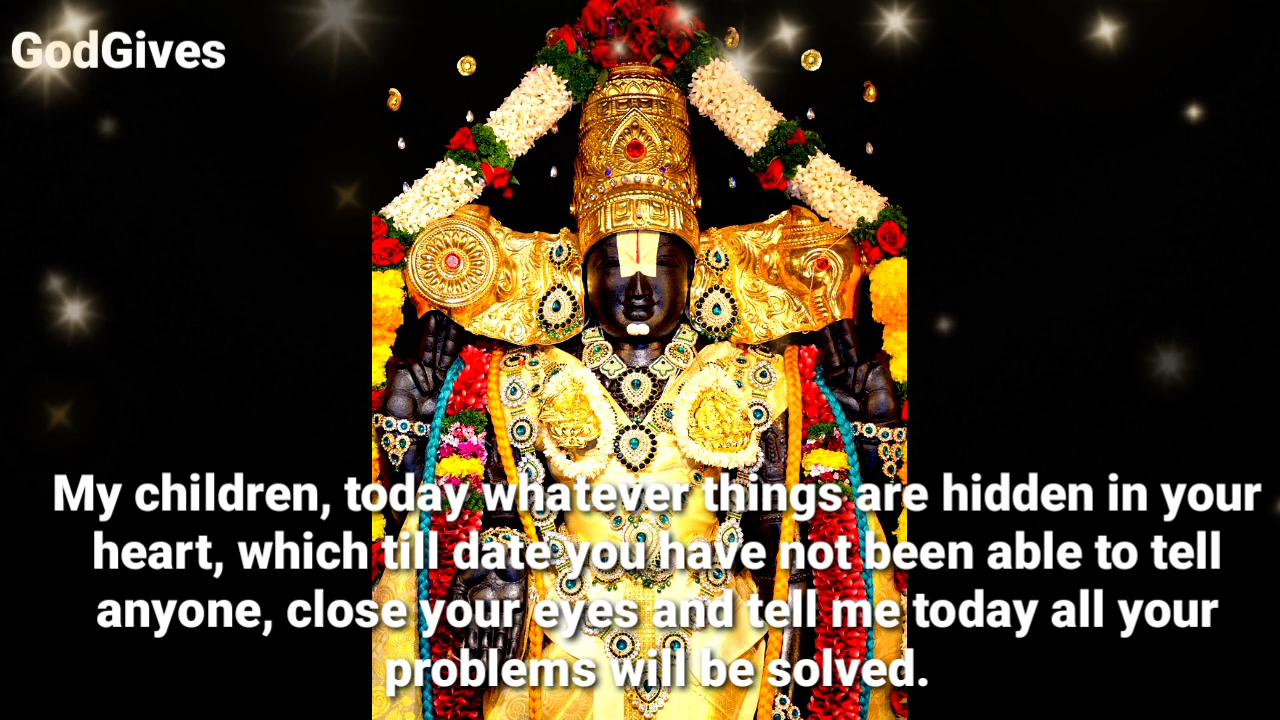 GodGives
My children, today whatever things are hidden in your
heart, which till date you have not been able to tell
anyone, close your eyes and tell me today all your
problems will be solved.